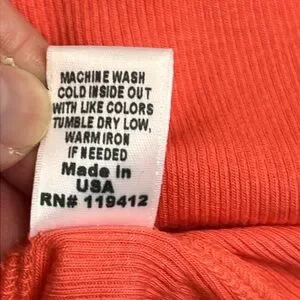 MACHINE WASH
COLD INSIDE OUT
WITH LIKE COLORS
TUMBLE DRY LOW,
WARM IRON
IF NEEDED
Made in
USA
RN# 119412